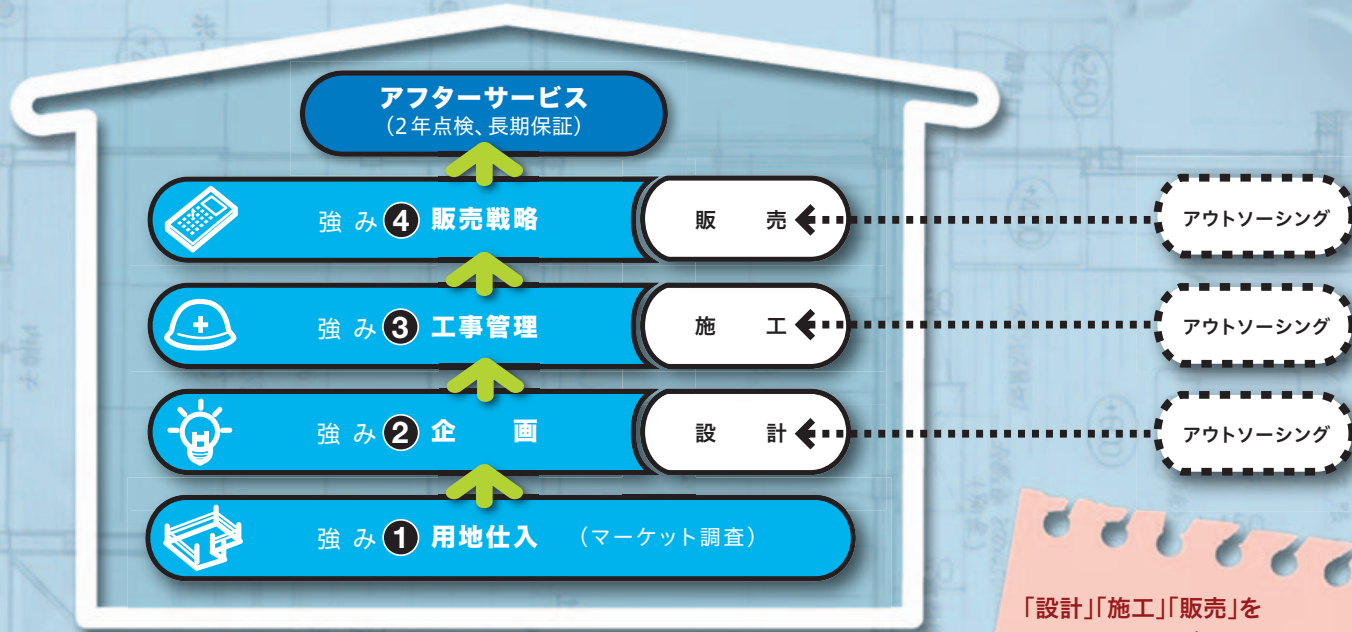 アフターサービス
(2年点検、長期保証)
強み❹ 販売戦略 販売 アウトソーシング
強み❸ 工事管理 施工 アウトソーシング
強み❷ 企画 設計 アウトソーシング
強み❶ 用地仕入 (マーケット調査)
「設計」「施工」「販売」を